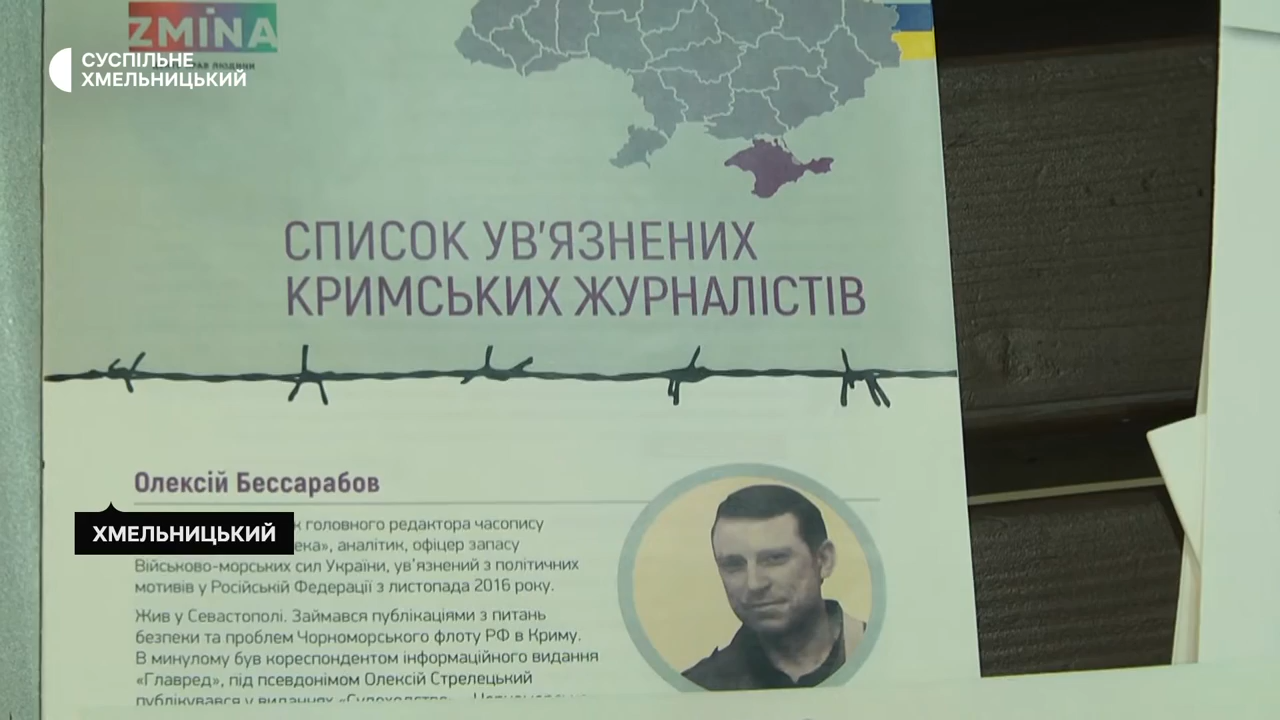 ZMINA
СУСПІЛЬНЕ
ХМЕЛЬНИЦЬКИЙ
СПИСОК УВ'ЯЗНЕНИХ
КРИМСЬКИХ ЖУРНАЛІСТІВ
Олексій Бессарабов
ХМЕЛЬНИЦЬКИЙ
головного редактора часопису
аналітик, офіцер запасу
Військово-морських сил України, ув'язнений з політичних
мотивів у Російській Федерації з листопада 2016 року.
Жив у Севастополі. Займався публікаціями з питань
безпеки та проблем Чорноморського флоту РФ в Криму.
В минулому був кореспондентом інформаційного видання
«Главред», під псевдонімом Олексій Стрелецький
публікувався у виданнях